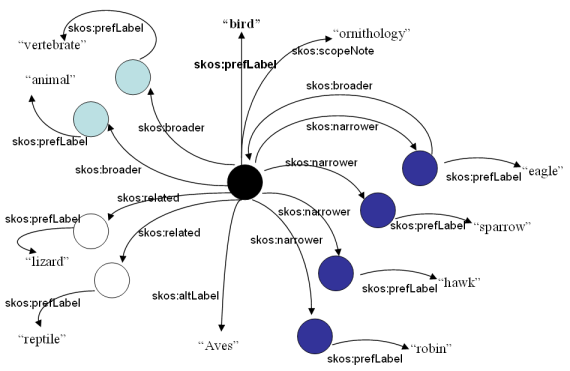 “bird”
skos:prefLabel
“ornithology”
“vertebrate”
skos:scopeNote
skos:prefLabel
“animal”
skos:broader
skos:narrower
skos:broader
skos:prefLabel
skos:narrower
skos:broader
“eagle”
skos:prefLabel
skos:related
skos:narrower
skos:prefLabel
skos:prefLabel
“sparrow”
skos:related
skos:narrower
“lizard”
“hawk”
skos:prefLabel
skos:altLabel
skos:prefLabel
“reptile”
“Aves”
“robin”
skos:prefLabel